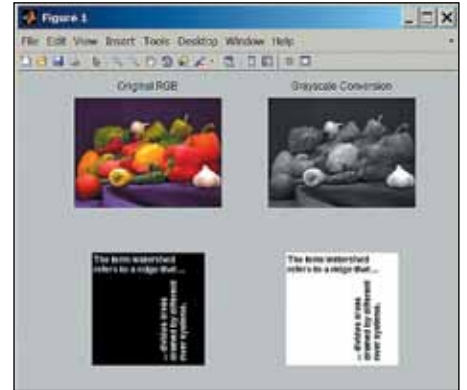 Figure 1
File Edit View Insert Tools Desktop Window Help
Original RGB
Grayscale Conversion
The term watershed
refers to a ridge that ...
... divides areas
drained by different
river systems.
The term watershed
refers to a ridge that ...
... divides areas
drained by different
river systems.